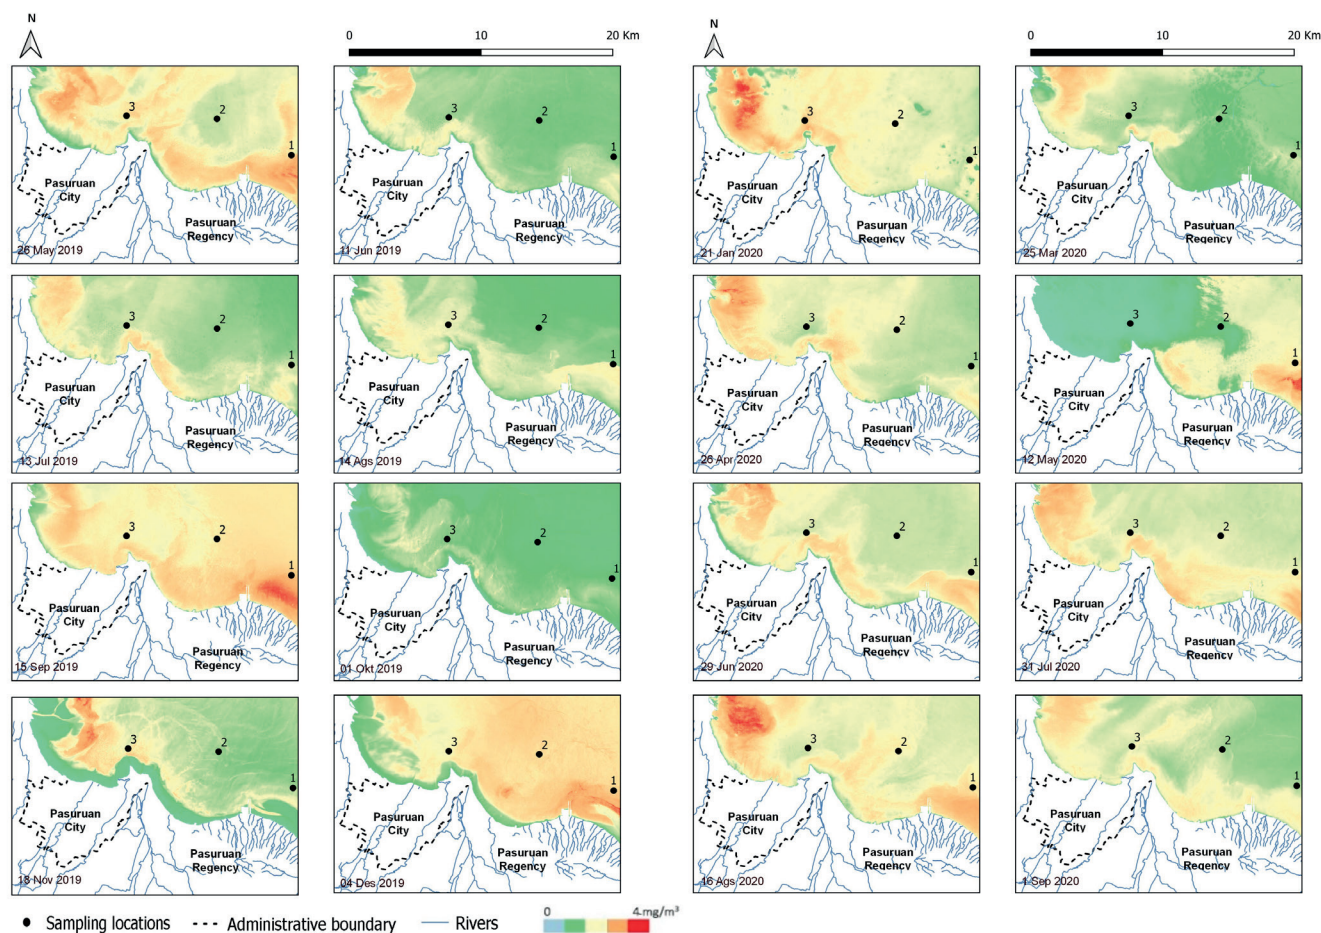 N
0 10 20 Km
N
0 10 20 Km
3
2
1
Pasuruan
City
Pasuruan
Regency
26 May 2019
3
2
1
Pasuruan
City
Pasuruan
Regency
11 Jun 2019
3
2
1
Pasuruan
City
Pasuruan
Regency
21 Jan 2020
3
2
1
Pasuruan
City
Pasuruan
Regency
25 Mar 2020
3
2
1
Pasuruan
City
Pasuruan
Regency
13 Jul 2019
3
2
1
Pasuruan
City
Pasuruan
Regency
14 Ags 2019
3
2
1
Pasuruan
City
Pasuruan
Regency
26 Apr 2020
3
2
1
Pasuruan
City
Pasuruan
Regency
12 May 2020
3
2
1
Pasuruan
City
Pasuruan
Regency
15 Sep 2019
3
2
1
Pasuruan
City
Pasuruan
Regency
01 Okt 2019
3
2
1
Pasuruan
City
Pasuruan
Regency
29 Jun 2020
3
2
1
Pasuruan
City
Pasuruan
Regency
31 Jul 2020
3
2
1
Pasuruan
City
Pasuruan
Regency
18 Nov 2019
3
2
1
Pasuruan
City
Pasuruan
Regency
04 Des 2019
3
2
1
Pasuruan
City
Pasuruan
Regency
16 Ags 2020
3
2
1
Pasuruan
City
Pasuruan
Regency
1 Sep 2020
Sampling locations Administrative boundary Rivers 0 4 mg/m³